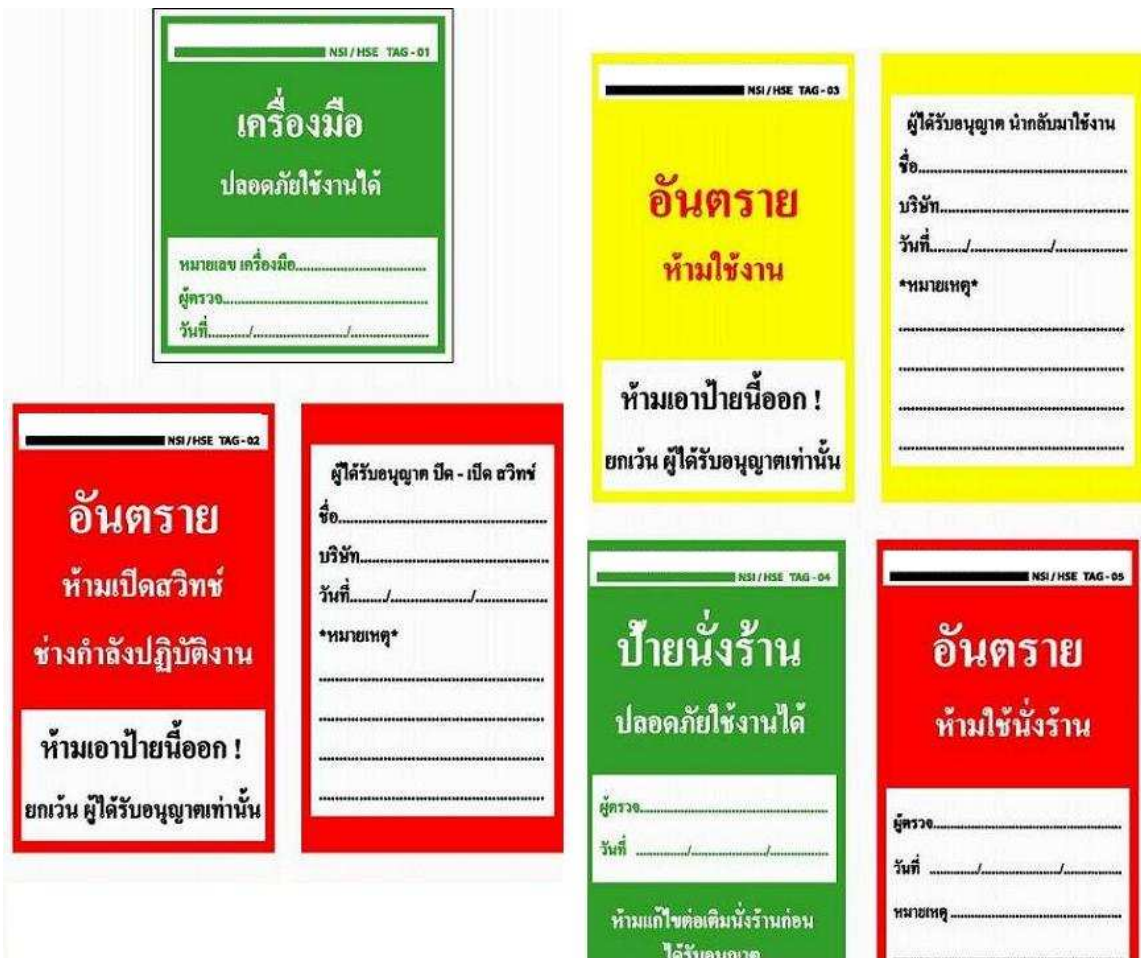 NSI / HSE TAG - 01
เครื่องมือ
ปลอดภัยใช้งานได้
หมายเลข เครื่องมือ................................
ผู้ตรวจ....................................................
วันที่............/........................./.....................
NSI / HSE TAG - 02
อันตราย
ห้ามเปิดสวิทช์
ช่างกำลังปฏิบัติงาน
ห้ามเอาป้ายนี้ออก !
ยกเว้น ผู้ได้รับอนุญาตเท่านั้น
ผู้ได้รับอนุญาต ปิด - เปิด สวิทช์
ชื่อ....................................................
บริษัท...............................................
วันที่........./..................../..................
*หมายเหตุ*
NSI / HSE TAG - 03
อันตราย
ห้ามใช้งาน
ห้ามเอาป้ายนี้ออก !
ยกเว้น ผู้ได้รับอนุญาตเท่านั้น
ผู้ได้รับอนุญาต นำกลับมาใช้งาน
ชื่อ....................................................
บริษัท...............................................
วันที่........./..................../..................
*หมายเหตุ*
NSI / HSE TAG - 04
ป้ายนั่งร้าน
ปลอดภัยใช้งานได้
ผู้ตรวจ...............................................
วันที่ ............./..................../...............
ห้ามแก้ไขต่อเติมนั่งร้านก่อน
ได้รับอนุญาต
NSI / HSE TAG - 05
อันตราย
ห้ามใช้นั่งร้าน
ผู้ตรวจ...............................................
วันที่ ............./..................../...............
หมายเหตุ ...........................................